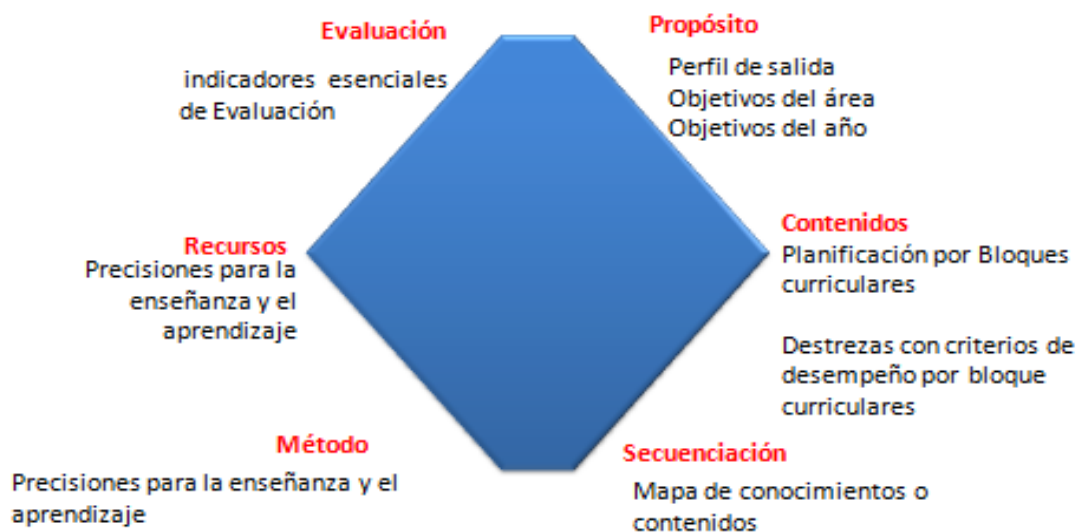 Evaluación
indicadores esenciales
de Evaluación
Propósito
Perfil de salida
Objetivos del área
Objetivos del año
Contenidos
Planificación por Bloques
curriculares
Destrezas con criterios de
desempeño por bloque
curriculares
Recursos
Precisiones para la
enseñanza y el
aprendizaje
Método
Precisiones para la enseñanza y el
aprendizaje
Secuenciación
Mapa de conocimientos o
contenidos